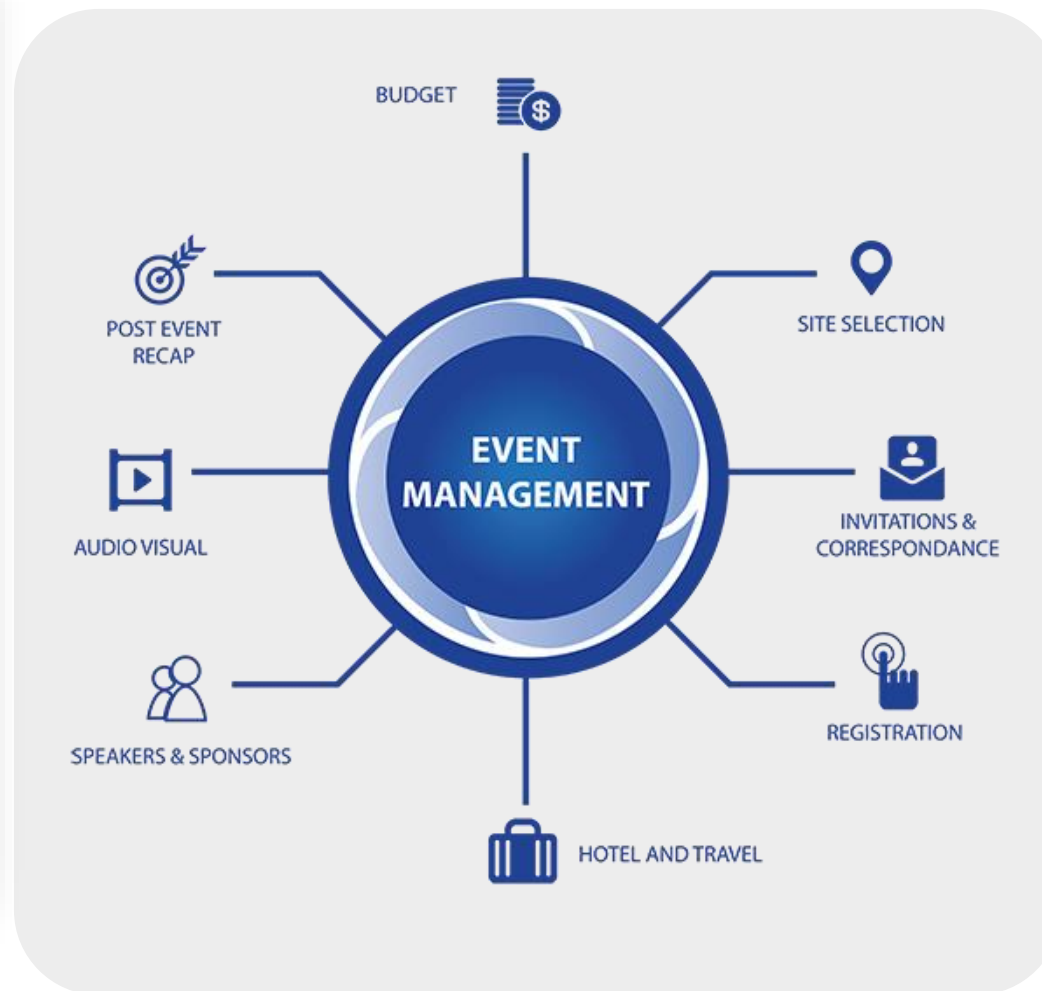 BUDGET
SITE SELECTION
INVITATIONS &
CORRESPONDANCE
REGISTRATION
HOTEL AND TRAVEL
SPEAKERS & SPONSORS
AUDIO VISUAL
POST EVENT
RECAP
EVENT
MANAGEMENT
$